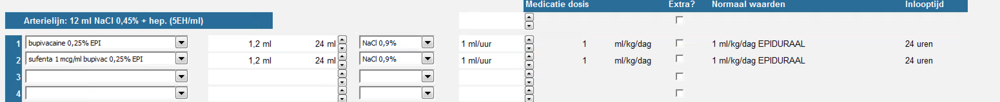 Medicatie dosis Extra? Normaal waarden Inlooptijd
Arterielijn: 12 ml NaCl 0,45% + hep. (5EH/ml)
1 bupivacaine 0,25% EPI 1,2 ml 24 ml NaCl 0,9% 1 ml/uur 1 ml/kg/dag 1 ml/kg/dag EPIDURAAL 24 uren
2 sufenta 1 mcg/ml bupivac 0,25% EPI 1,2 ml 24 ml NaCl 0,9% 1 ml/uur 1 ml/kg/dag 1 ml/kg/dag EPIDURAAL 24 uren
3
4